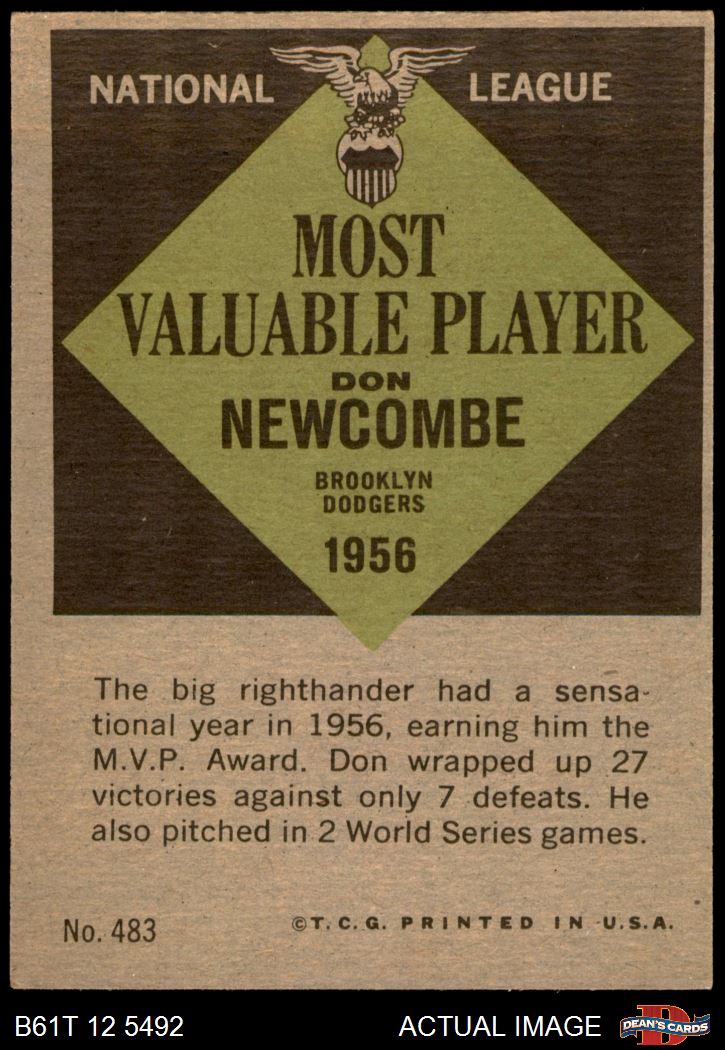 NATIONAL LEAGUE
MOST
VALUABLE PLAYER
DON
NEWCOMBE
BROOKLYN
DODGERS
1956
The big righthander had a sensa-
tional year in 1956, earning him the
M.V.P. Award. Don wrapped up 27
victories against only 7 defeats. He
also pitched in 2 World Series games.
No. 483 ©T.C.G. PRINTED IN U.S.A.
B61T 12 5492 ACTUAL IMAGE D DEAN'S CARDS